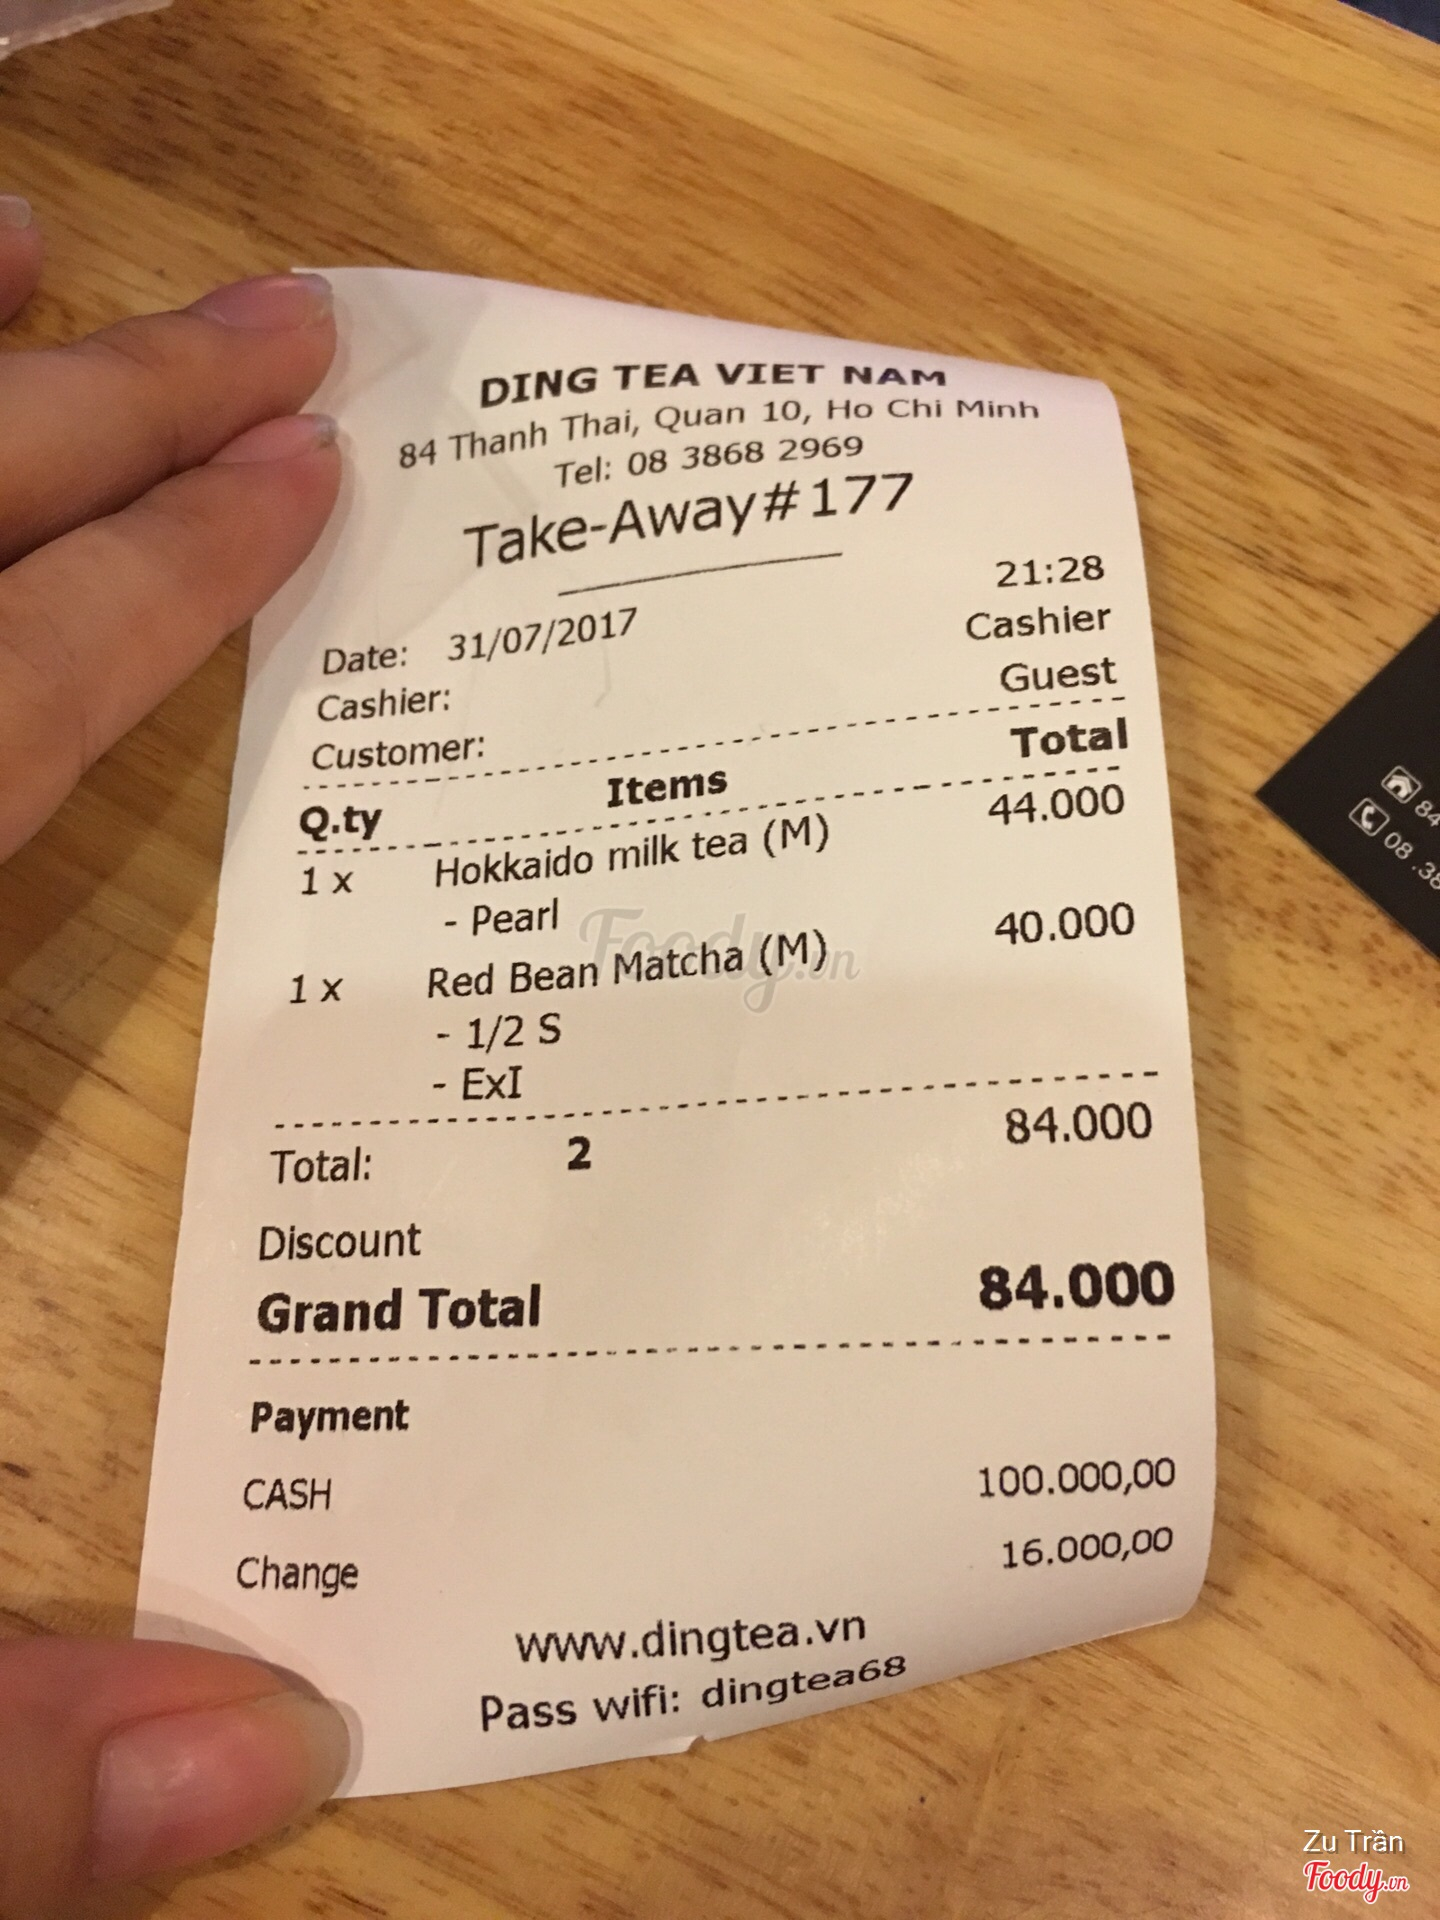 DING TEA VIET NAM
84 Thanh Thai, Quan 10, Ho Chi Minh
Tel: 08 3868 2969
Take-Away#177
Date: 31/07/2017 21:28
Cashier: Cashier
Customer: Guest
Q.ty Items Total
1 x Hokkaido milk tea (M) 44.000
- Pearl
1 x Red Bean Matcha (M) 40.000
- 1/2 S
- ExI
Total: 2 84.000
Discount
Grand Total 84.000
Payment
CASH 100.000,00
Change 16.000,00
www.dingtea.vn
Pass wifi: dingtea68
Foody.vn
84
08 .38
Zu Trần
Foody.vn